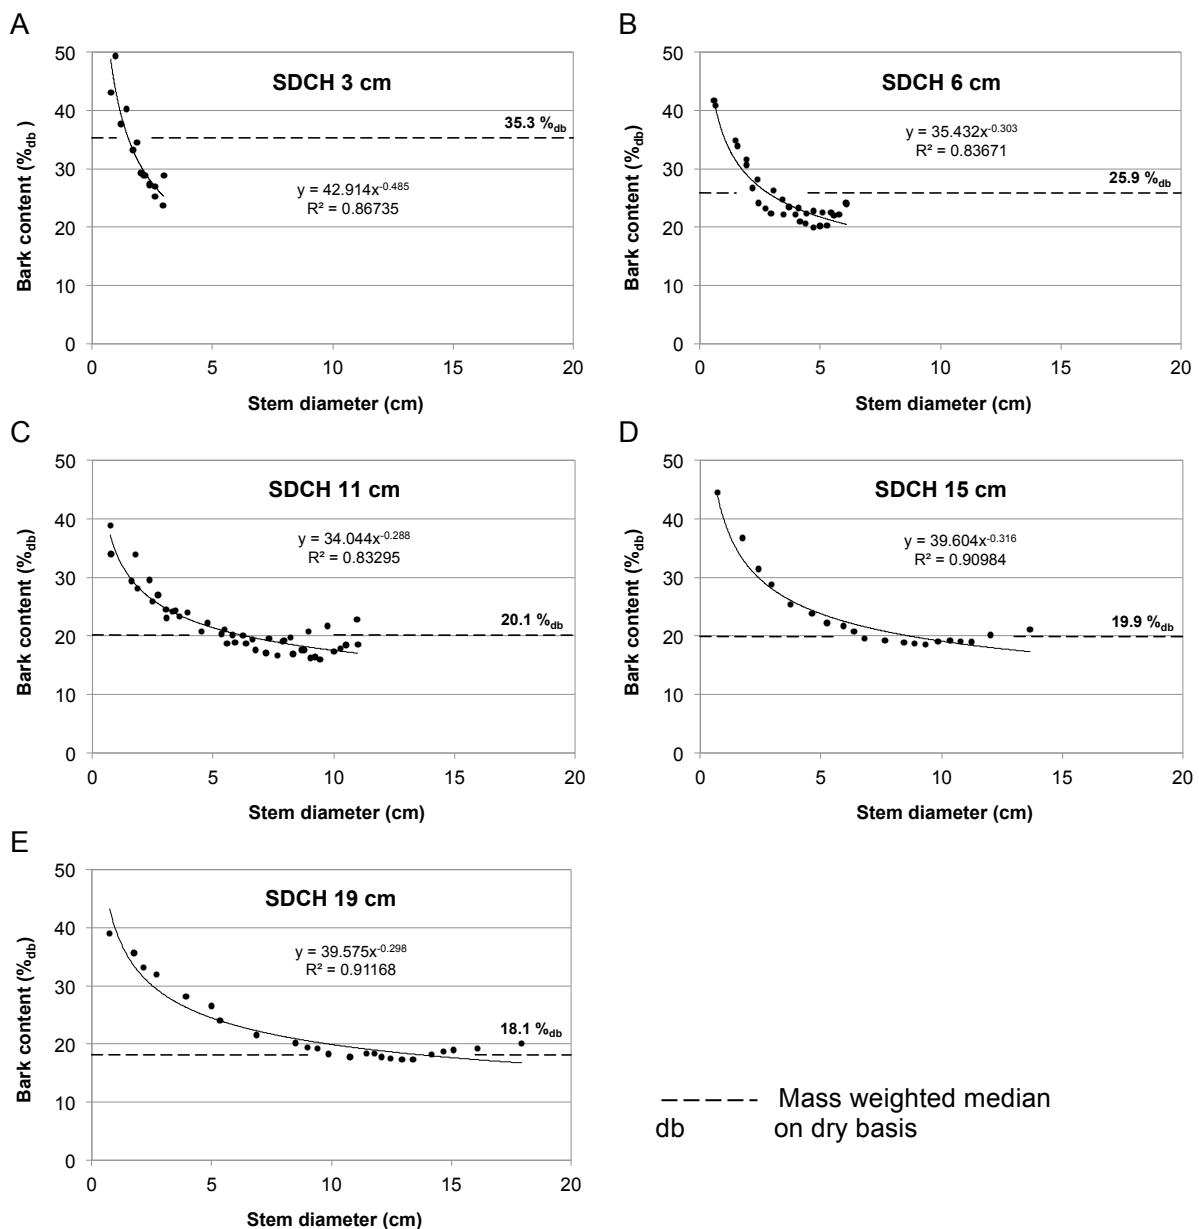 A
SDCH 3 cm
50
40
30
20
10
0
Bark content (%db)
35.3 %db
y = 42.914x-0.485
R² = 0.86735
0 5 10 15 20
Stem diameter (cm)
B
SDCH 6 cm
50
40
30
20
10
0
Bark content (%db)
y = 35.432x-0.303
R² = 0.83671
25.9 %db
0 5 10 15 20
Stem diameter (cm)
C
SDCH 11 cm
50
40
30
20
10
0
Bark content (%db)
y = 34.044x-0.288
R² = 0.83295
20.1 %db
0 5 10 15 20
Stem diameter (cm)
D
SDCH 15 cm
50
40
30
20
10
0
Bark content (%db)
y = 39.604x-0.316
R² = 0.90984
19.9 %db
0 5 10 15 20
Stem diameter (cm)
E
SDCH 19 cm
50
40
30
20
10
0
Bark content (%db)
y = 39.575x-0.298
R² = 0.91168
18.1 %db
0 5 10 15 20
Stem diameter (cm)
Mass weighted median
db on dry basis